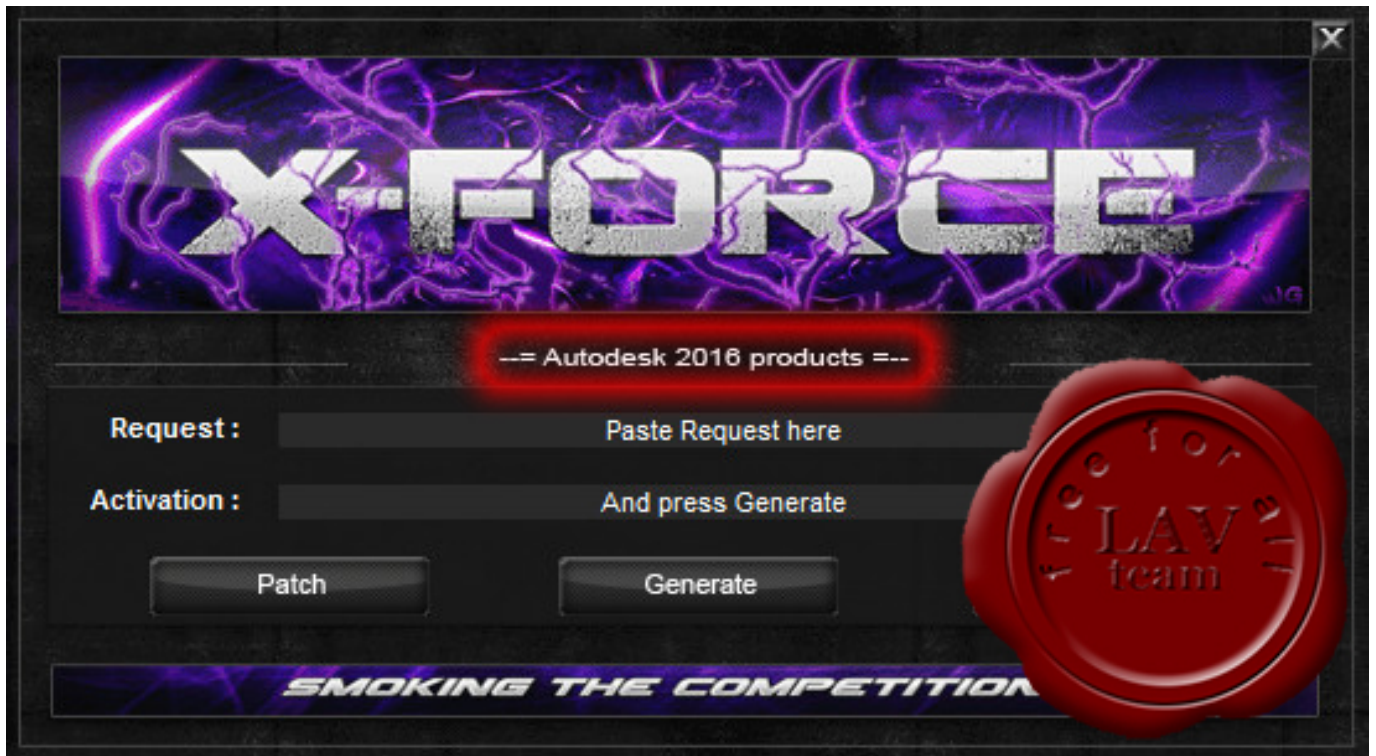 X
X-FORCE
WG
--= Autodesk 2016 products =--
Request :
Paste Request here
Activation :
And press Generate
Patch
Generate
free for all
LAV
team
SMOKING THE COMPETITION